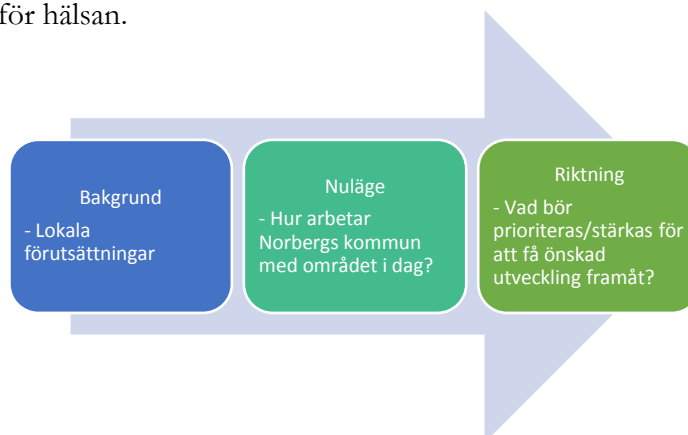 för hälsan.
Bakgrund
- Lokala
förutsättningar
Nuläge
- Hur arbetar
Norbergs kommun
med området i dag?
Riktning
- Vad bör
prioriteras/stärkas för
att få önskad
utveckling framåt?